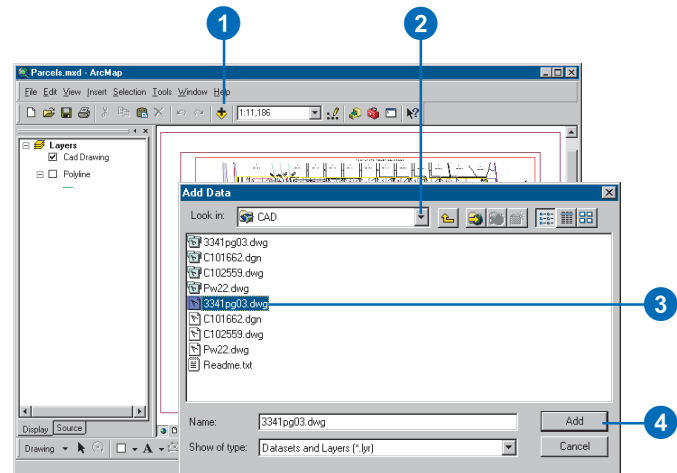 1
2
Parcels.mxd - ArcMap
File Edit View Insert Selection Tools Window Help
1:11,186
Layers
Cad Drawing
Polyline
Add Data
Look in: CAD
3341pg03.dwg
C101662.dgn
C102559.dwg
Pw22.dwg
3341pg03.dwg
3
C101662.dgn
C102559.dwg
Pw22.dwg
Readme.txt
Name: 3341pg03.dwg Add
4
Show of type: Datasets and Layers (*.lyr) Cancel
Display Source
Drawing A